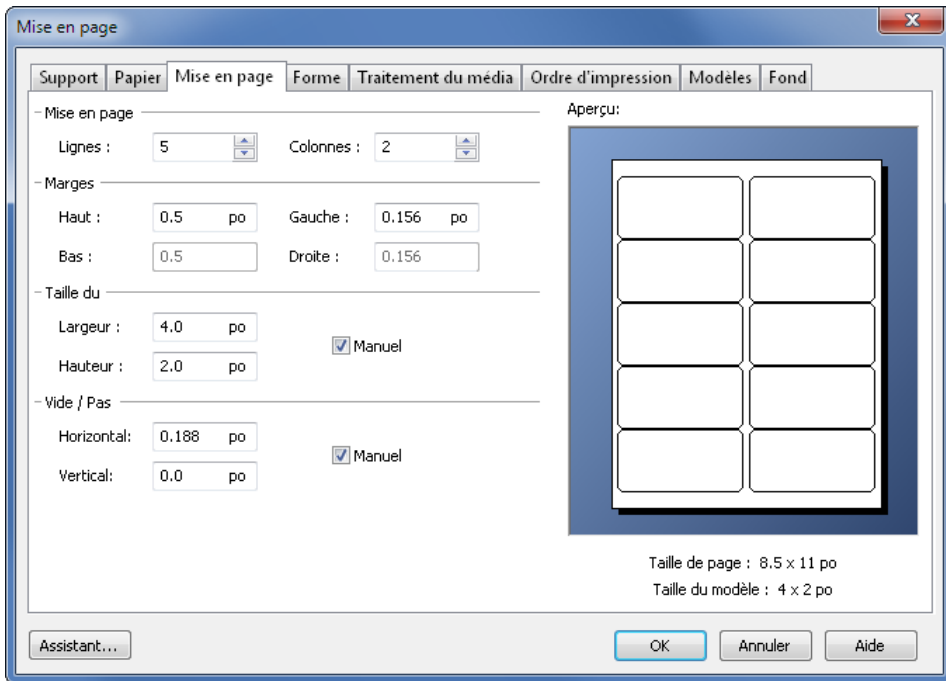 Mise en page
Support Papier Mise en page Forme Traitement du média Ordre d'impression Modèles Fond
Mise en page
Lignes : 5 Colonnes : 2
Marges
Haut : 0.5 po Gauche : 0.156 po
Bas : 0.5 Droite : 0.156
Taille du
Largeur : 4.0 po
Manuel
Hauteur : 2.0 po
Vide / Pas
Horizontal: 0.188 po
Manuel
Vertical: 0.0 po
Aperçu:
Taille de page : 8.5 x 11 po
Taille du modèle : 4 x 2 po
Assistant... OK Annuler Aide